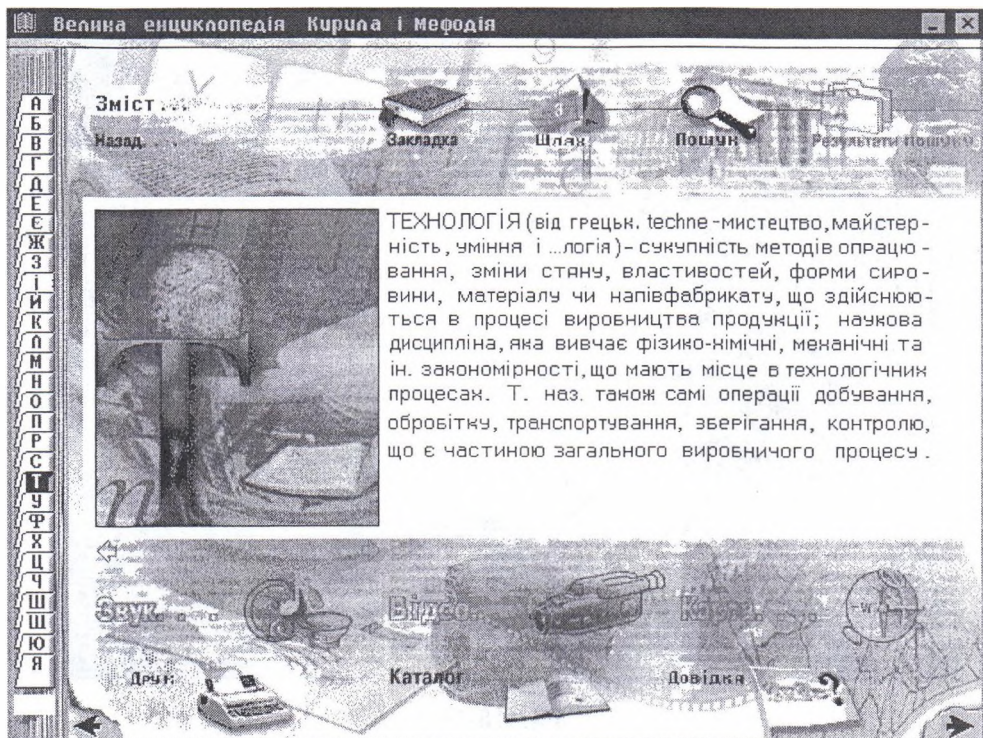 Велика енциклопедія Кирила і Мефодія
Зміст....
Назад. . .
Закладка
Шлях
Пошук
Результати пошуку
А
Б
В
Г
Д
Е
Є
Ж
З
І
Й
К
Л
М
Н
О
П
Р
С
Т
У
Ф
Х
Ц
Ч
Ш
Щ
Ю
Я
ТЕХНОЛОГІЯ (від грецьк. techne-мистецтво, майстер-
ність, уміння і ...логія)- сукупність методів опрацю-
вання, зміни стану, властивостей, форми сиро-
вини, матеріалу чи напівфабрикату, що здійснюю-
ться в процесі виробництва продукції; наукова
дисципліна, яка вивчає фізико-хімічні, механічні та
ін. закономірності, що мають місце в технологічних
процесах. Т. наз. також самі операції добування,
обробітку, транспортування, зберігання, контролю,
що є частиною загального виробничого процесу.
Звук. . . .
Відео..
Карта. . . .
Друк
Каталог
Довідка